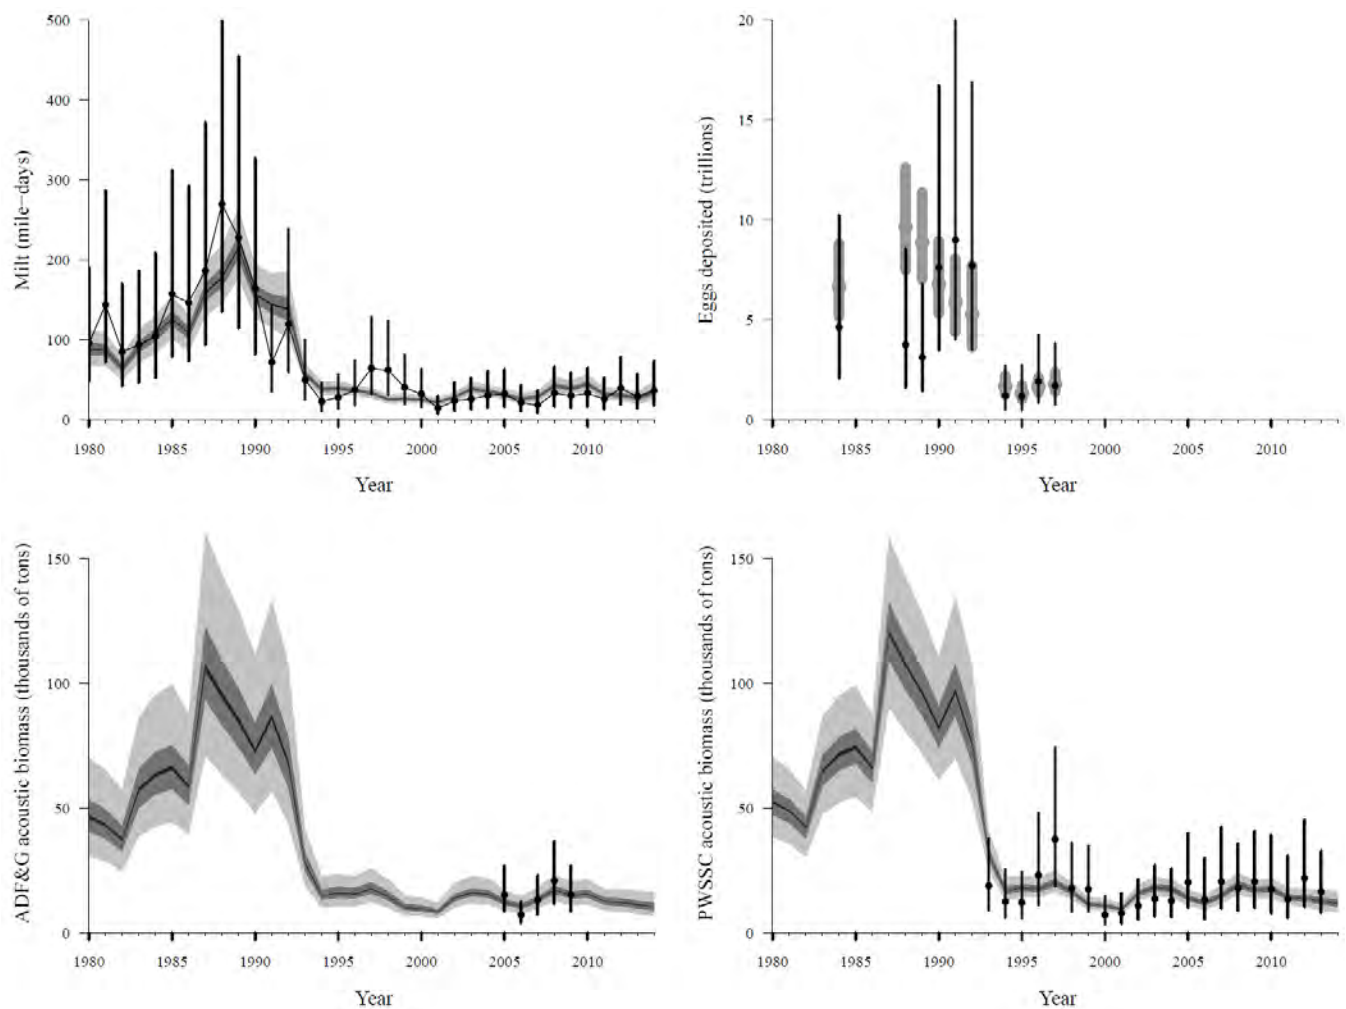 500
400
300
200
100
0
Milt (mile−days)
1980 1985 1990 1995 2000 2005 2010
Year
20
15
10
5
0
Eggs deposited (trillions)
1980 1985 1990 1995 2000 2005 2010
Year
150
100
50
0
ADF&G acoustic biomass (thousands of tons)
1980 1985 1990 1995 2000 2005 2010
Year
150
100
50
0
PWSSC acoustic biomass (thousands of tons)
1980 1985 1990 1995 2000 2005 2010
Year